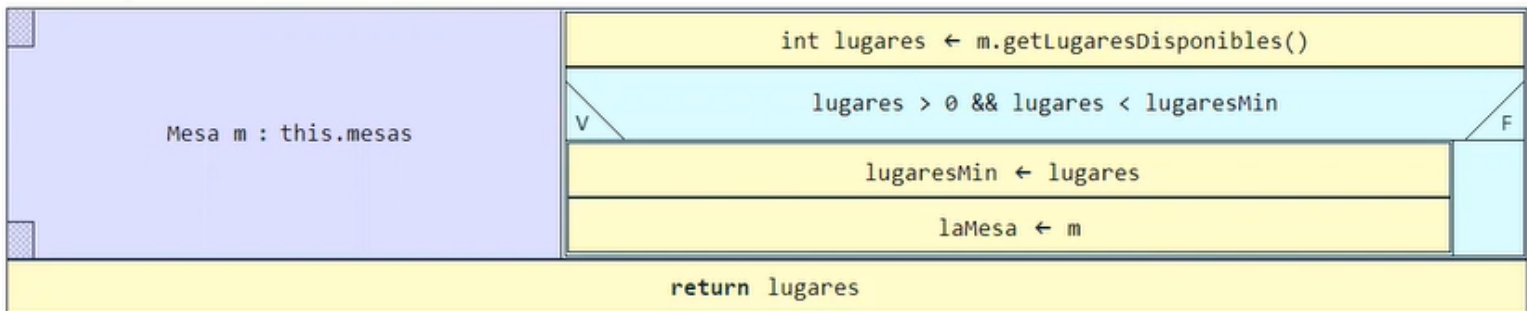 int lugares ← m.getLugaresDisponibles()
lugares > 0 && lugares < lugaresMin
V
F
Mesa m : this.mesas
lugaresMin ← lugares
laMesa ← m
return lugares